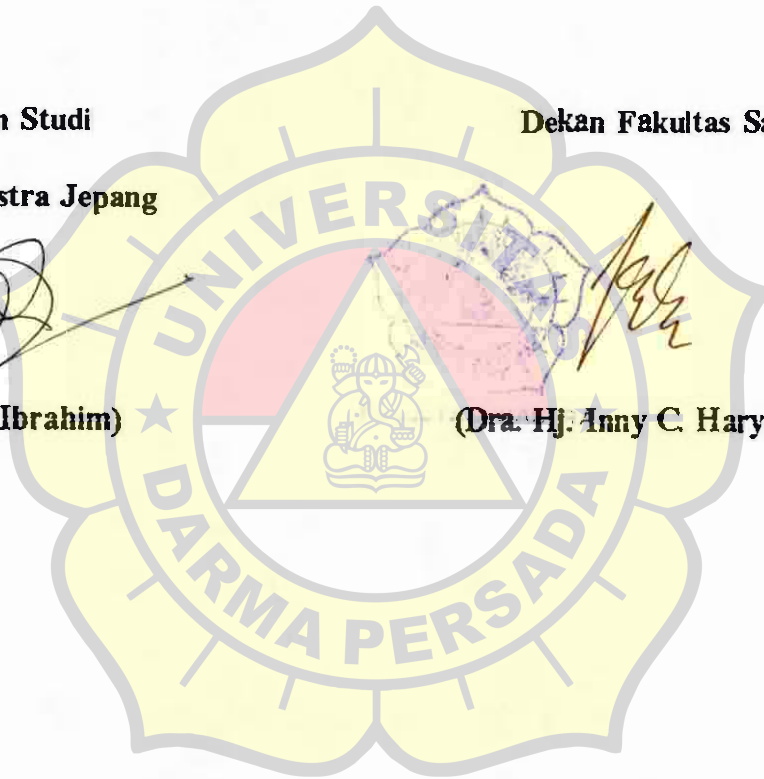 n Studi
Dekan Fakultas Sa
stra Jepang
UNIVERSITAS
Ibrahim)
(Dra. Hj. Inny C. Hary
DARMA PERSADA